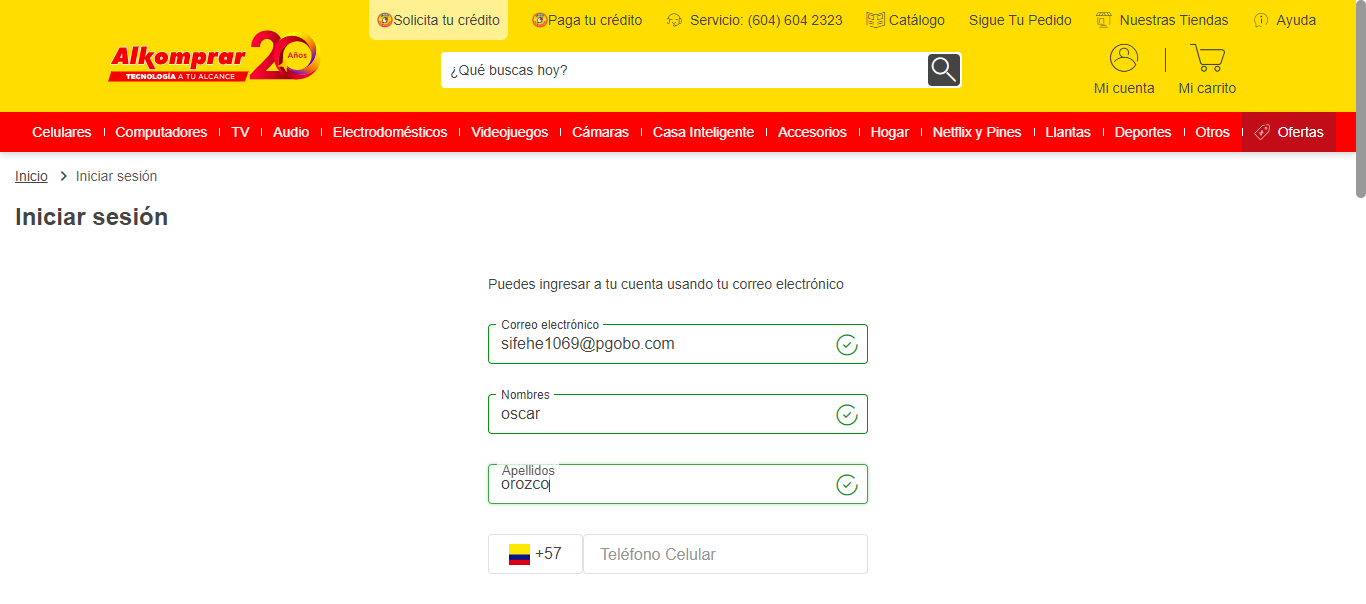 Solicita tu crédito Paga tu crédito Servicio: (604) 604 2323 Catálogo Sigue Tu Pedido Nuestras Tiendas Ayuda
Alkomprar 20 Años
TECNOLOGÍA A TU ALCANCE
¿Qué buscas hoy?
Mi cuenta Mi carrito
Celulares Computadores TV Audio Electrodomésticos Videojuegos Cámaras Casa Inteligente Accesorios Hogar Netflix y Pines Llantas Deportes Otros Ofertas
Inicio > Iniciar sesión
Iniciar sesión
Puedes ingresar a tu cuenta usando tu correo electrónico
Correo electrónico
sifehe1069@pgobo.com
Nombres
oscar
Apellidos
orozco
+57 Teléfono Celular